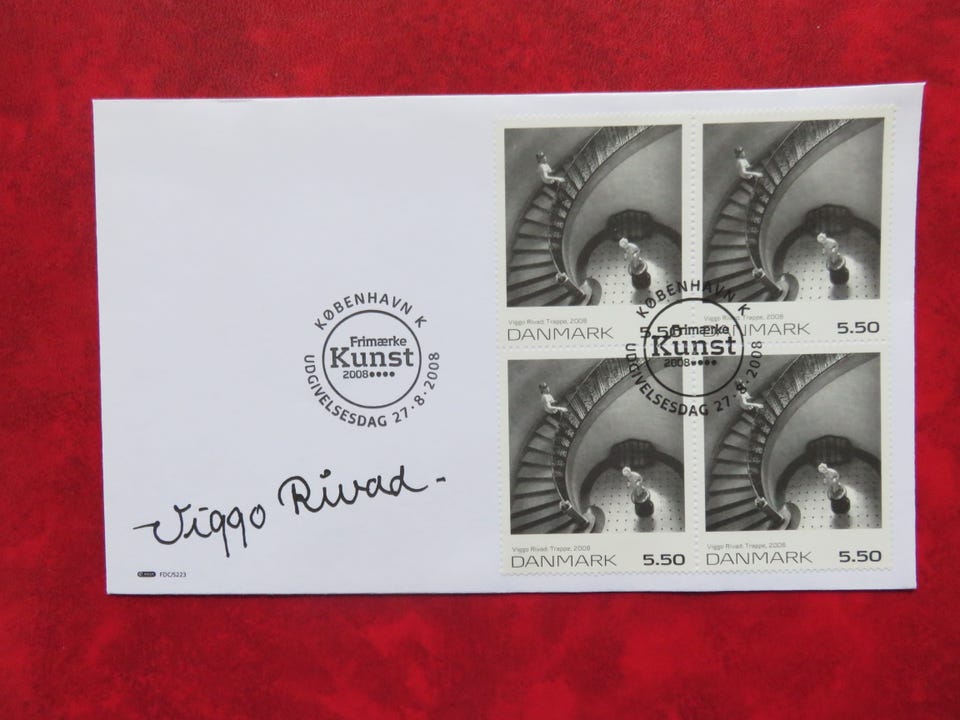 Viggo Rivad: Trappe, 2008
DANMARK 5.50
Viggo Rivad: Trappe, 2008
DANMARK 5.50
KØBENHAVN K
Frimærke
Kunst
2008
UDGIVELSESDAG 27·8·2008
KØBENHAVN K
Frimærke
Kunst
2008
UDGIVELSESDAG 27·8·2008
Viggo Rivad.
Viggo Rivad: Trappe, 2008
DANMARK 5.50
Viggo Rivad: Trappe, 2008
DANMARK 5.50
FDC/5223